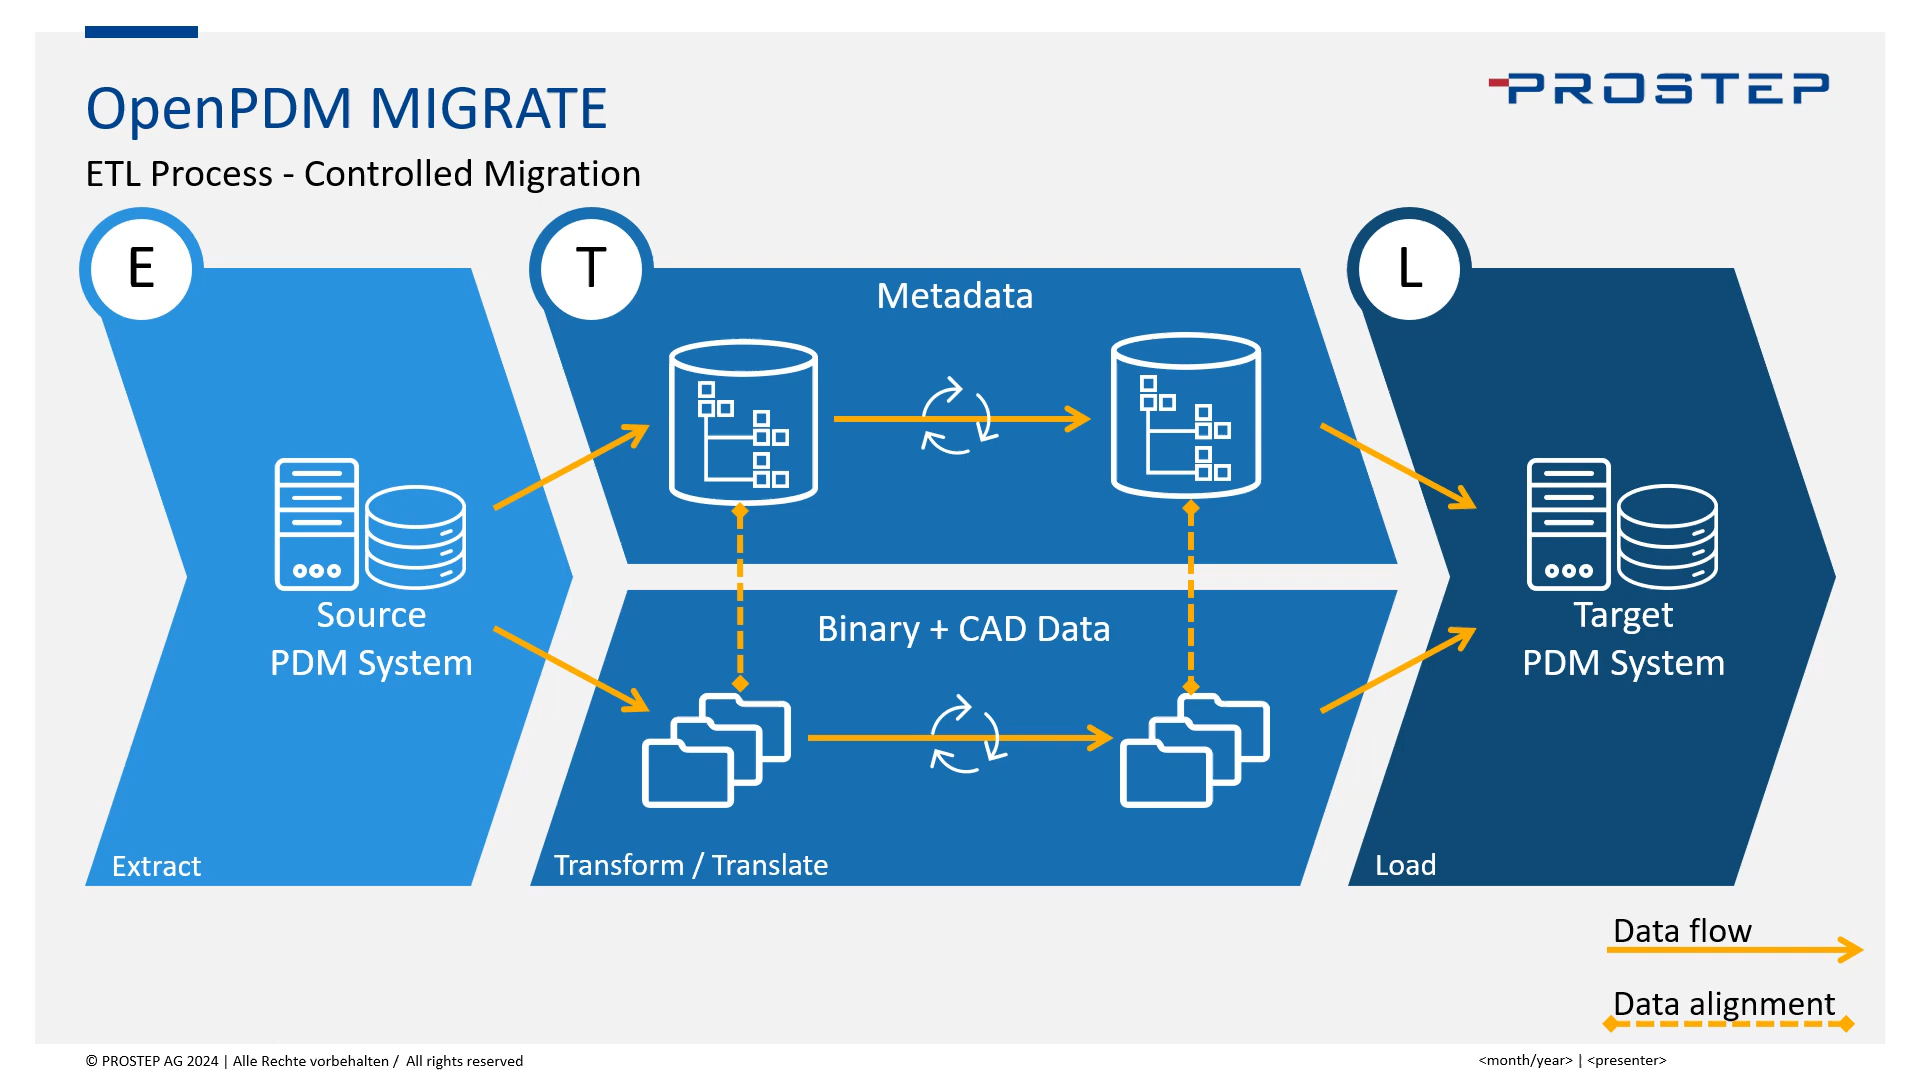 PROSTEP
OpenPDM MIGRATE
ETL Process - Controlled Migration
E
T
L
Metadata
Source
PDM System
Binary + CAD Data
Target
PDM System
Extract
Transform / Translate
Load
Data flow
Data alignment
© PROSTEP AG 2024 | Alle Rechte vorbehalten / All rights reserved
<month/year> | <presenter>